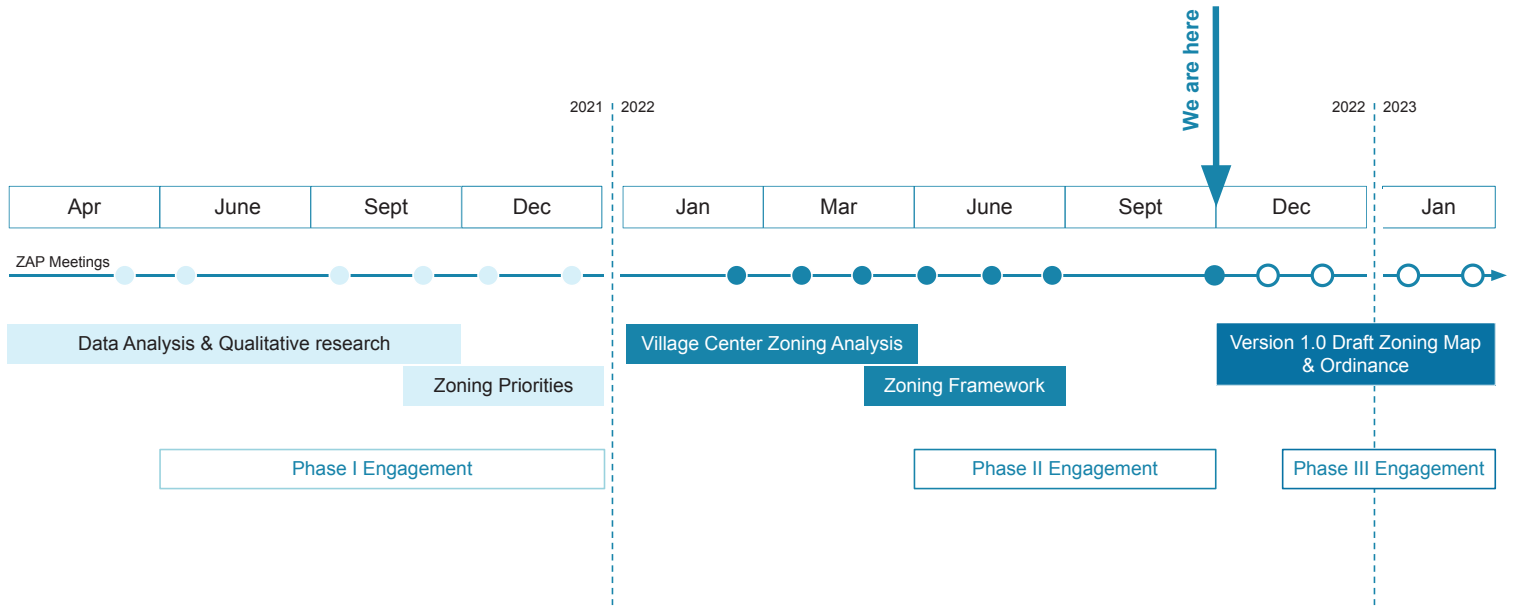 We are here
2021 2022
2022 2023
Apr
June
Sept
Dec
Jan
Mar
June
Sept
Dec
Jan
ZAP Meetings
Data Analysis & Qualitative research
Zoning Priorities
Village Center Zoning Analysis
Zoning Framework
Version 1.0 Draft Zoning Map
& Ordinance
Phase I Engagement
Phase II Engagement
Phase III Engagement